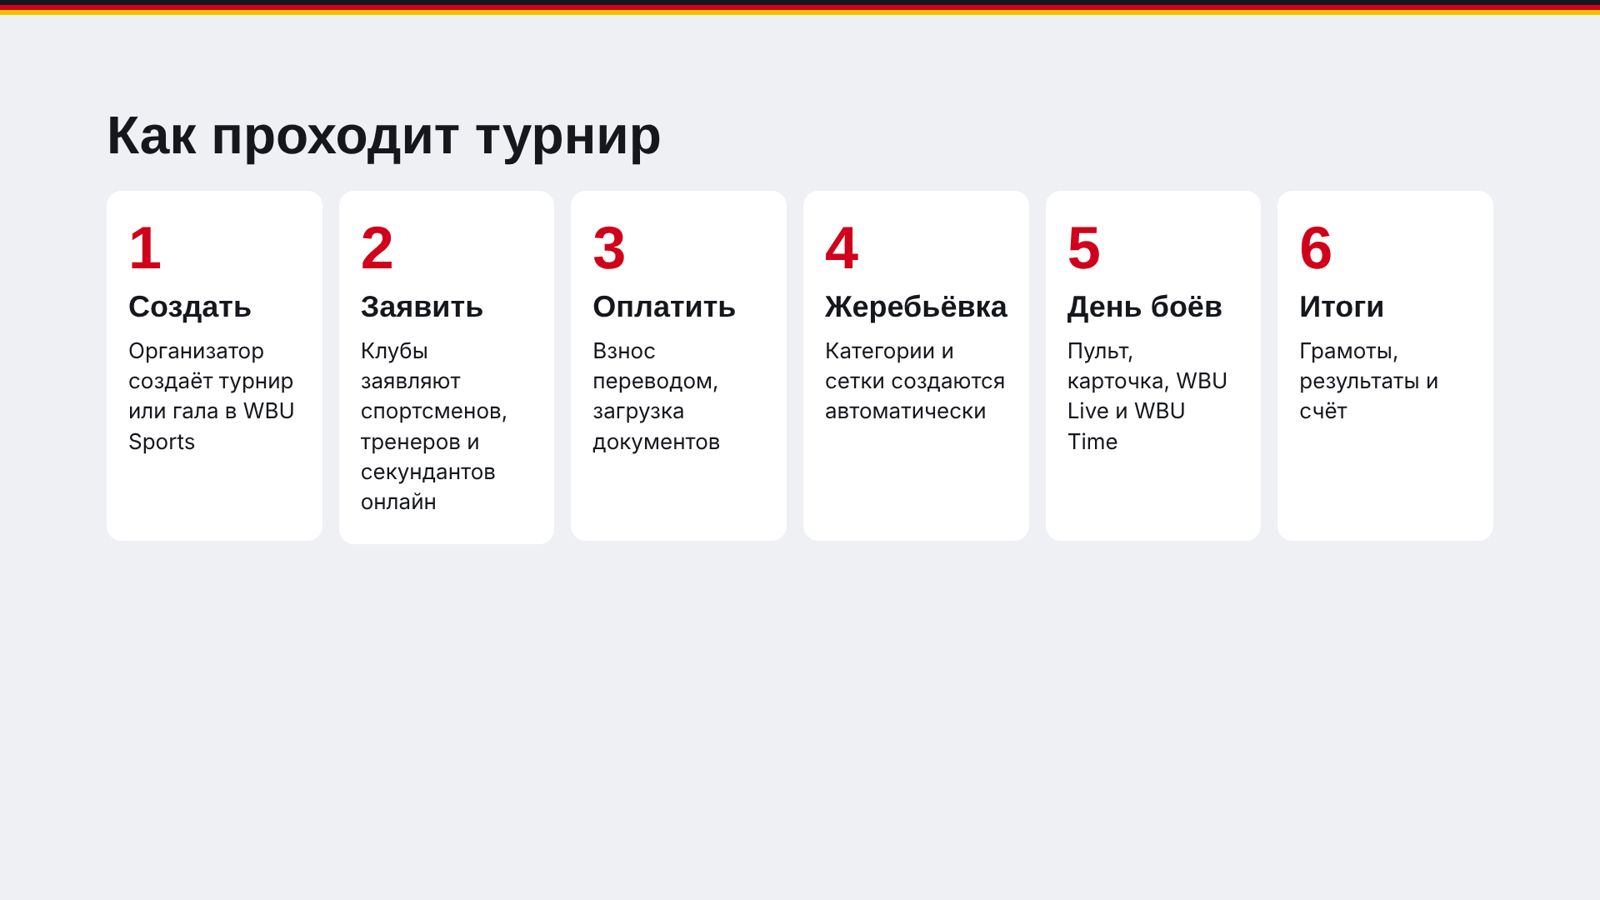 Как проходит турнир
1
Создать
Организатор
создаёт турнир
или гала в WBU
Sports
2
Заявить
Клубы
заявляют
спортсменов,
тренеров и
секундантов
онлайн
3
Оплатить
Взнос
переводом,
загрузка
документов
4
Жеребьёвка
Категории и
сетки создаются
автоматически
5
День боёв
Пульт,
карточка, WBU
Live и WBU
Time
6
Итоги
Грамоты,
результаты и
счёт